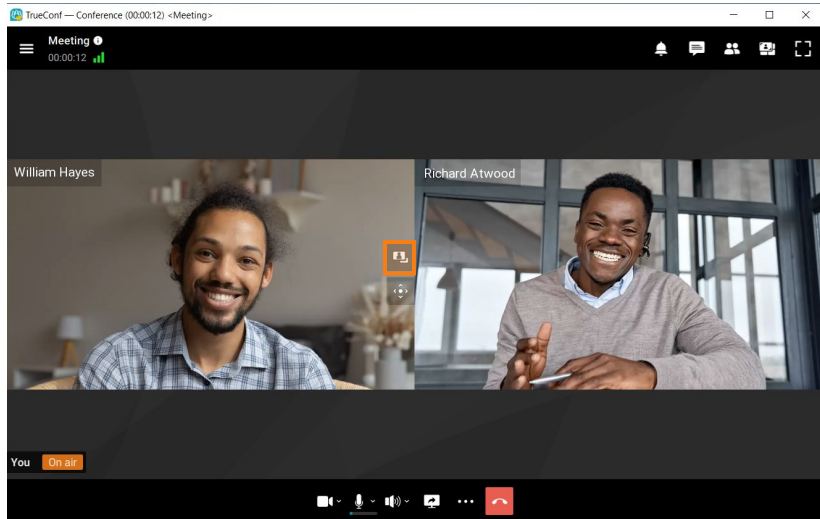 TrueConf — Conference (00:00:12) <Meeting>
Meeting
00:00:12
William Hayes
Richard Atwood
You On air